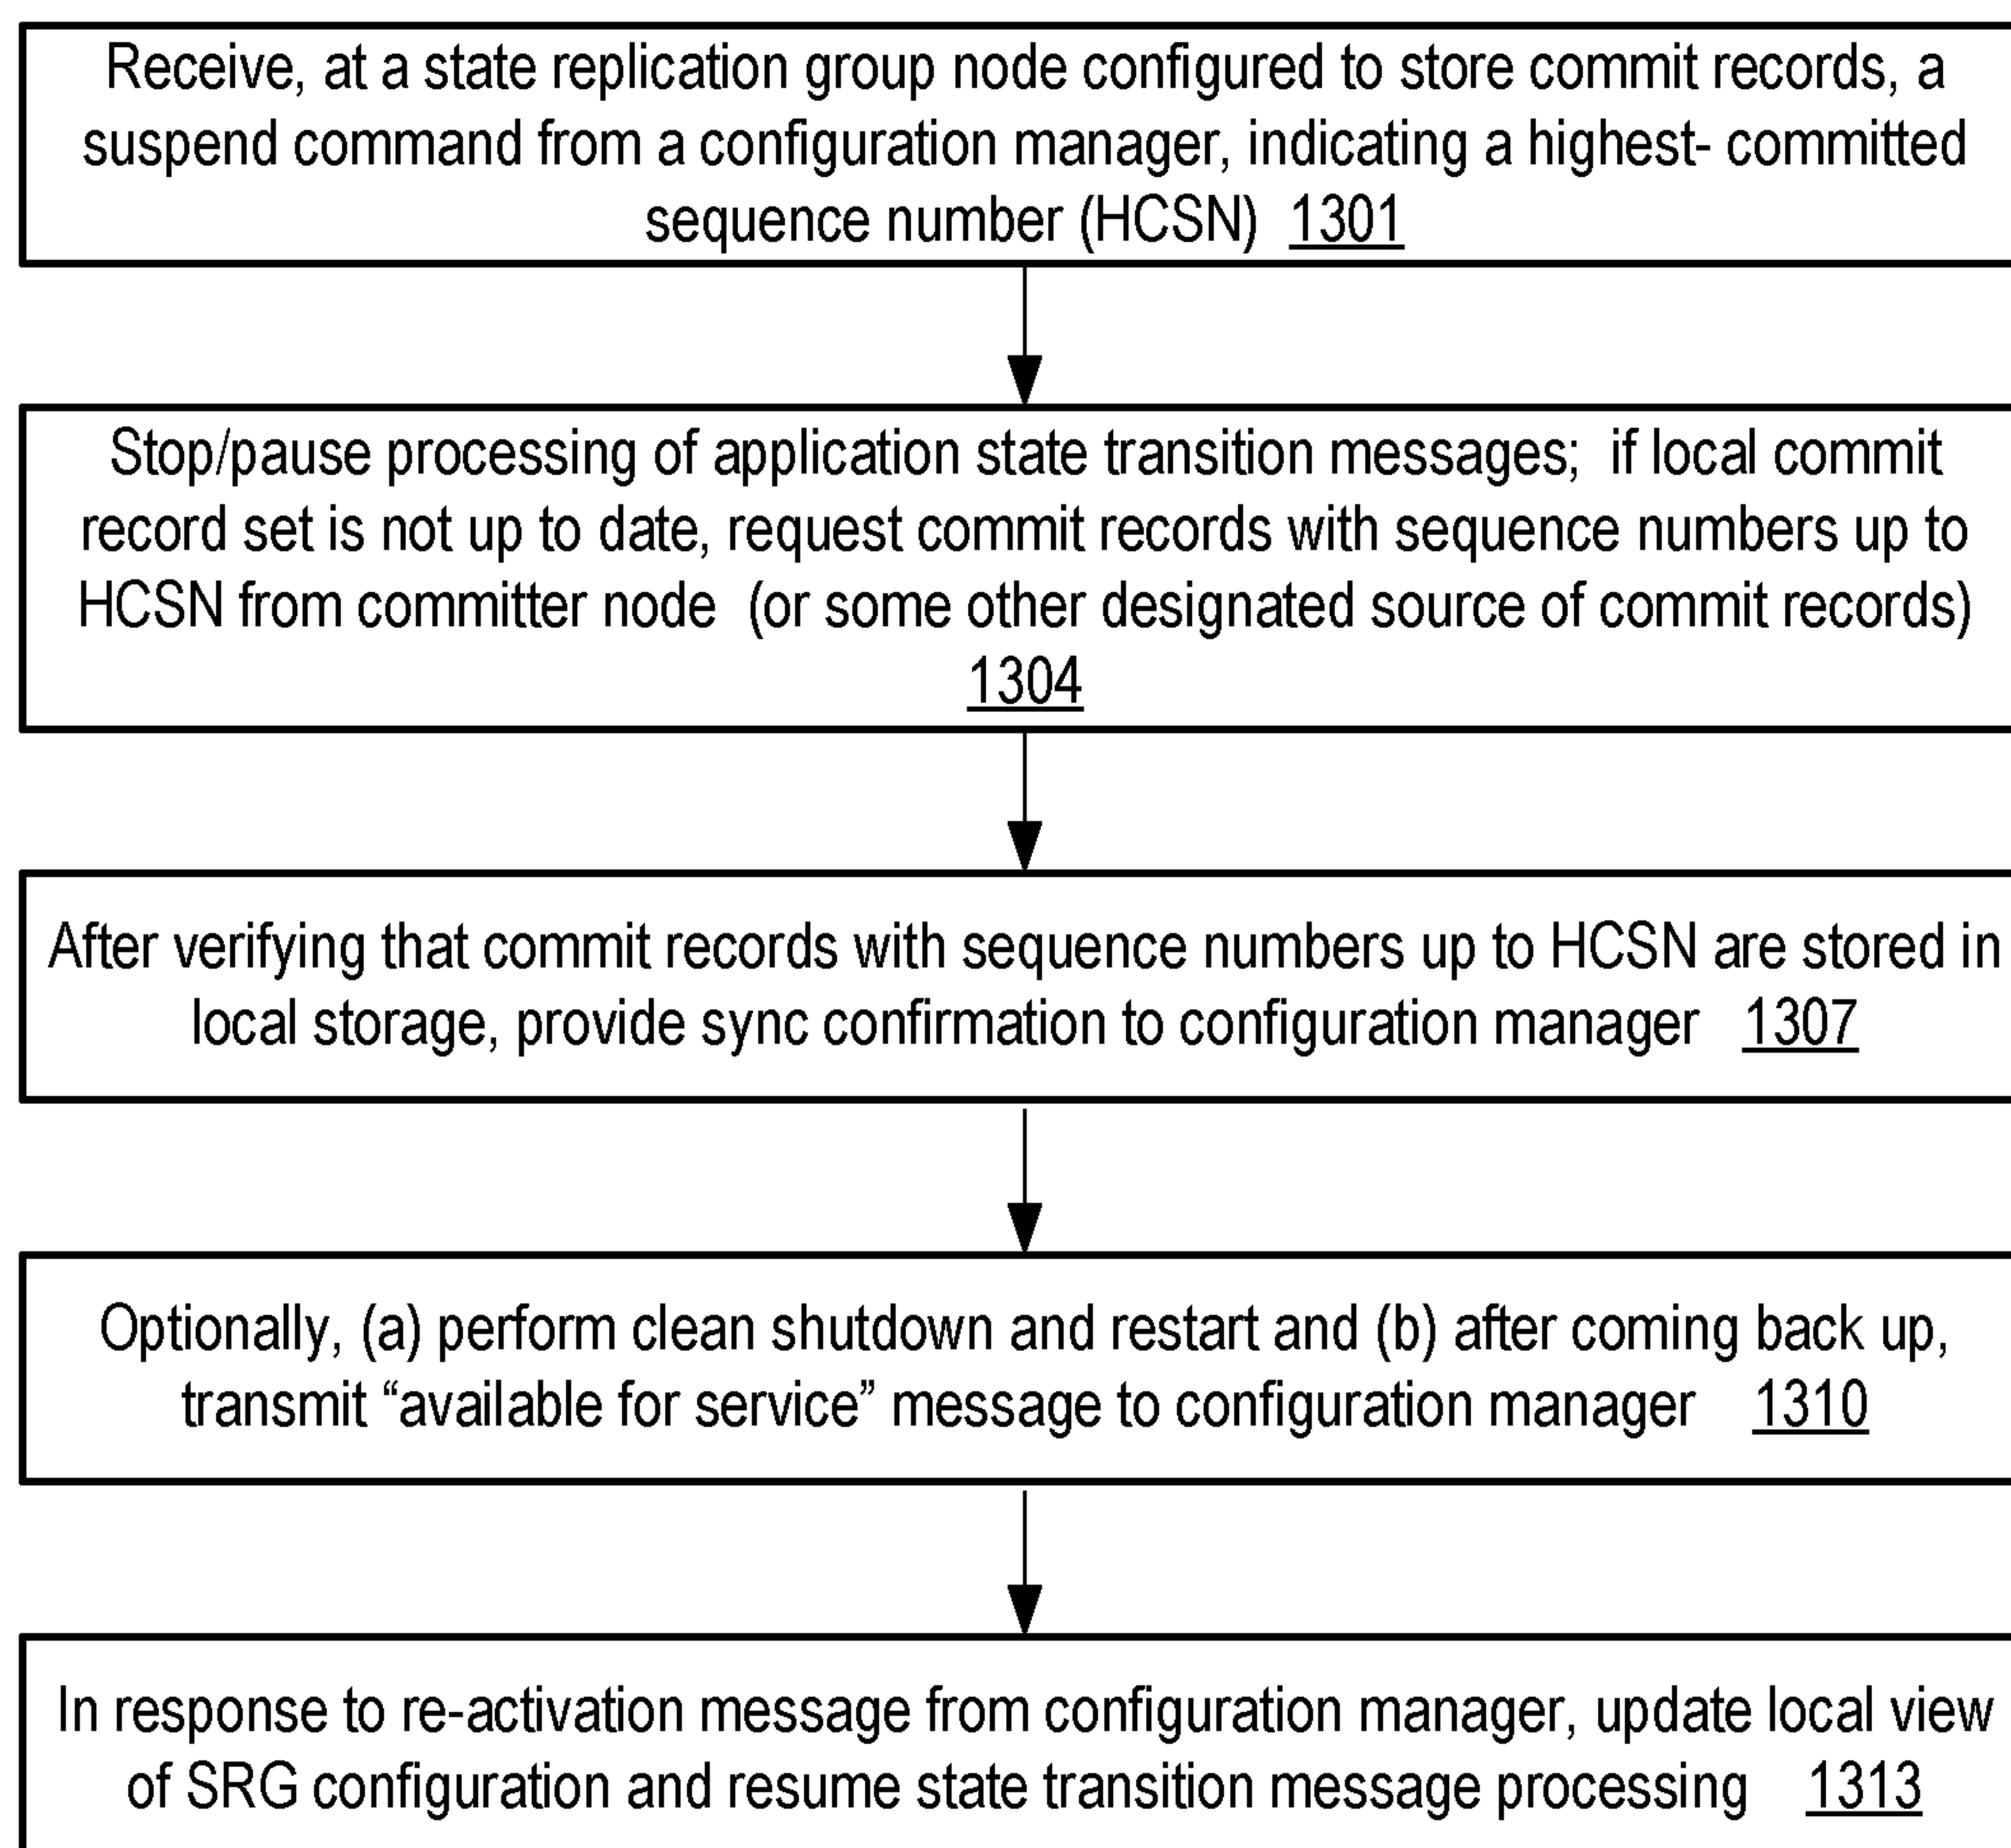 Receive, at a state replication group node configured to store commit records, a
suspend command from a configuration manager, indicating a highest- committed
sequence number (HCSN) 1301
Stop/pause processing of application state transition messages; if local commit
record set is not up to date, request commit records with sequence numbers up to
HCSN from committer node (or some other designated source of commit records)
1304
After verifying that commit records with sequence numbers up to HCSN are stored in
local storage, provide sync confirmation to configuration manager 1307
Optionally, (a) perform clean shutdown and restart and (b) after coming back up,
transmit “available for service” message to configuration manager 1310
In response to re-activation message from configuration manager, update local view
of SRG configuration and resume state transition message processing 1313